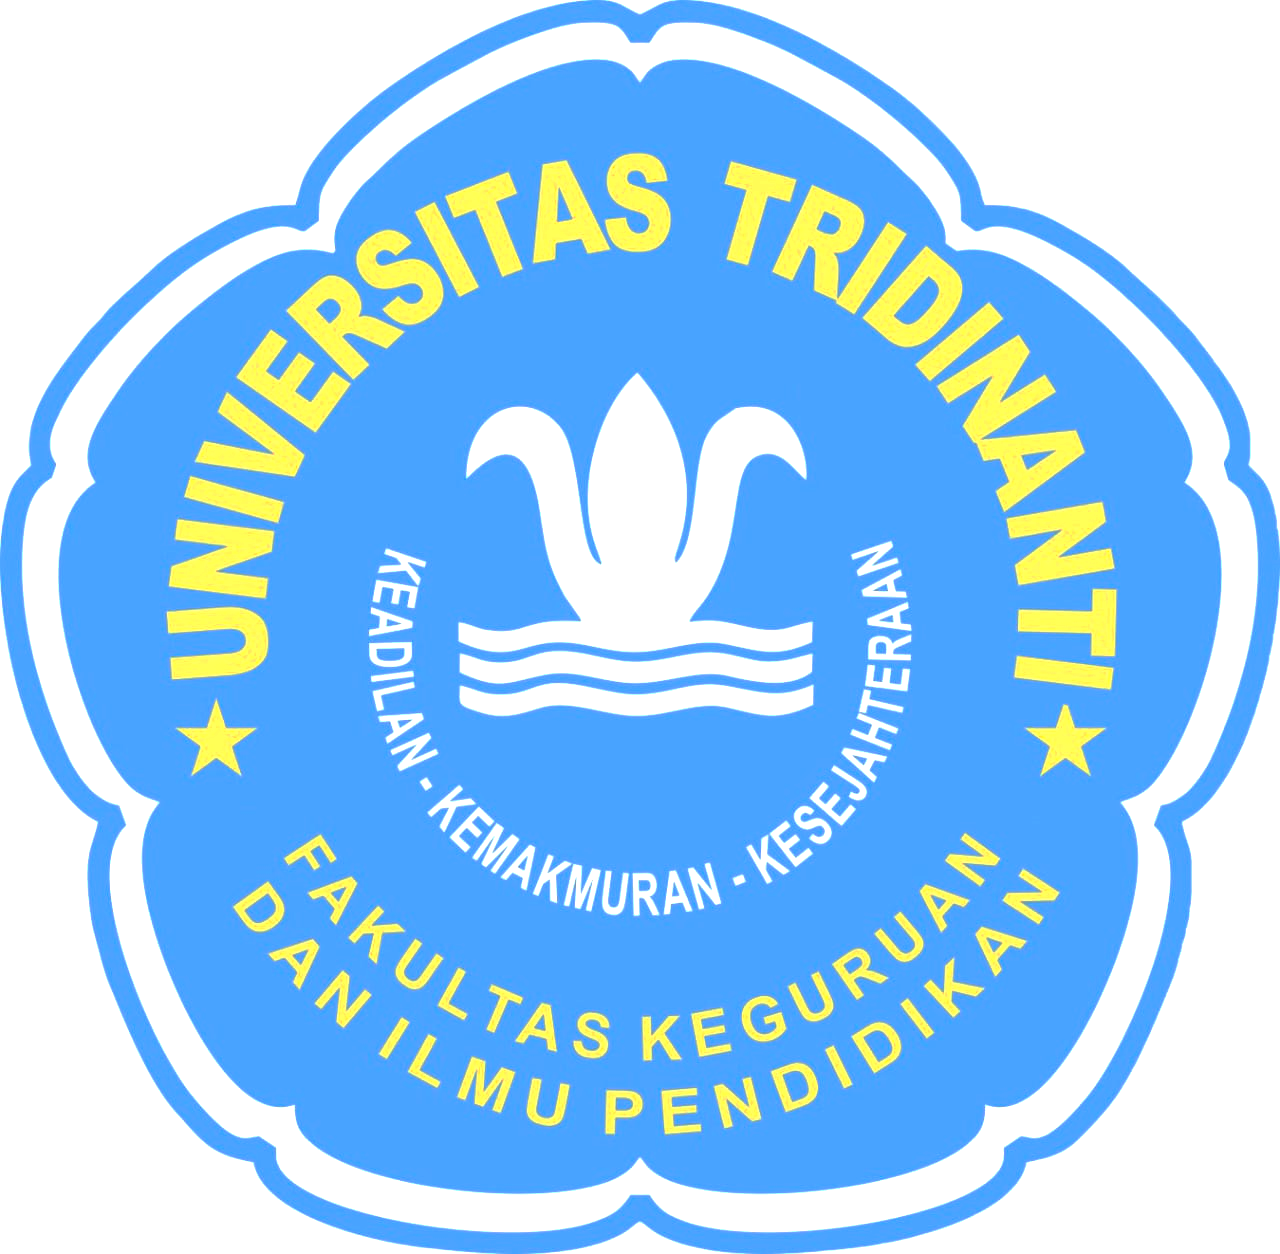 UNIVERSITAS TRIDINANTI
KEADILAN - KEMAKMURAN - KESEJAHTERAAN
FAKULTAS KEGURUAN
DAN ILMU PENDIDIKAN